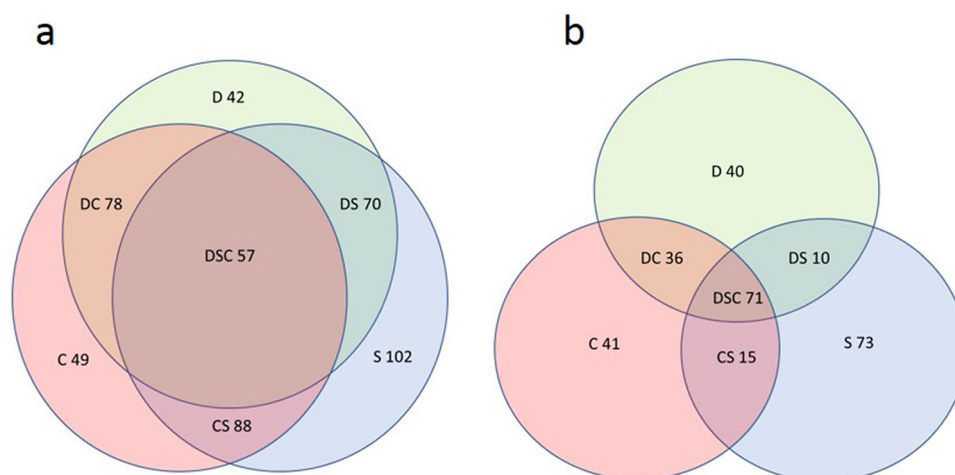 a
D 42
DC 78
DS 70
DSC 57
C 49
S 102
CS 88
b
D 40
DC 36
DS 10
DSC 71
C 41
S 73
CS 15